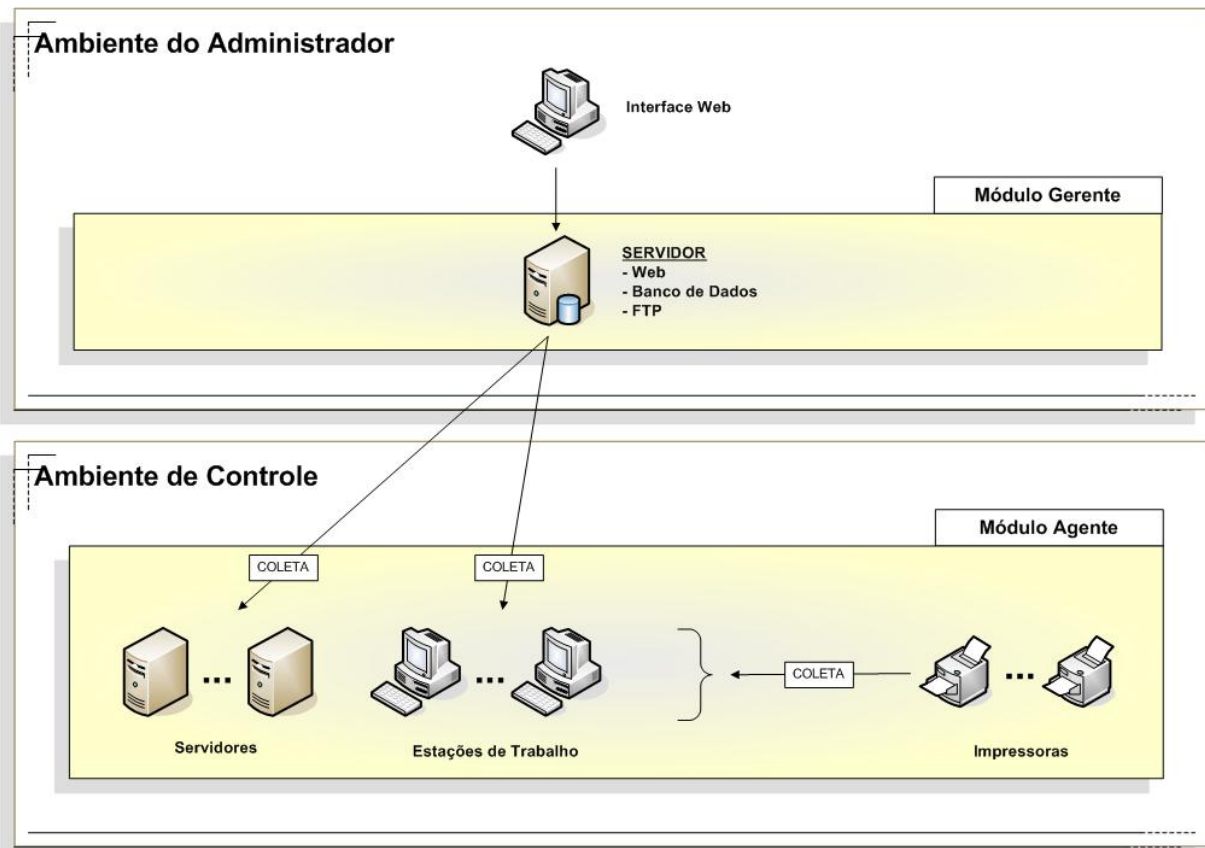 Ambiente do Administrador
Interface Web
Módulo Gerente
SERVIDOR
- Web
- Banco de Dados
- FTP
Ambiente de Controle
Módulo Agente
COLETA
COLETA
COLETA
Servidores
Estações de Trabalho
Impressoras